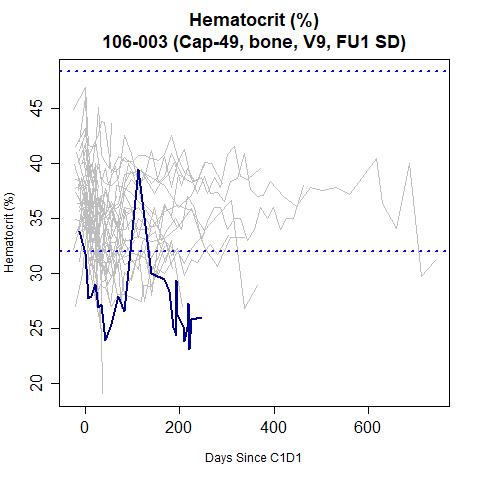 Hematocrit (%)
106-003 (Cap-49, bone, V9, FU1 SD)
45
40
35
30
25
20
Hematocrit (%)
0 200 400 600
Days Since C1D1